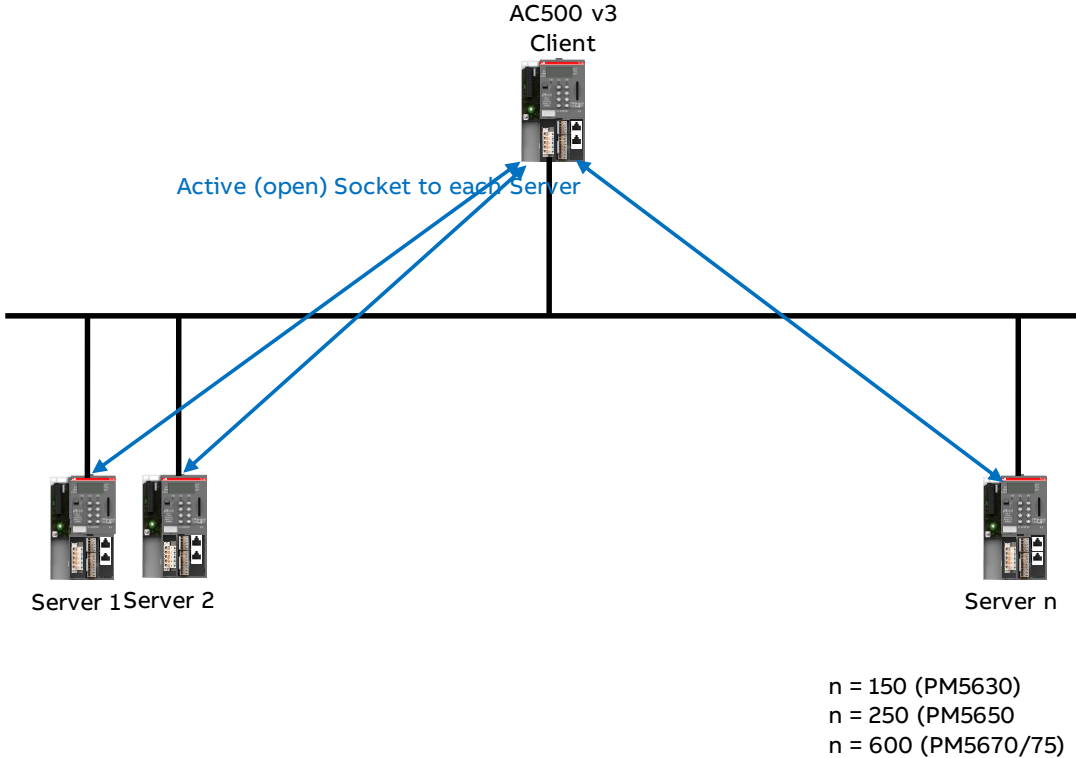 AC500 v3
Client
Active (open) Socket to each Server
Server 1
Server 2
Server n
n = 150 (PM5630)
n = 250 (PM5650
n = 600 (PM5670/75)